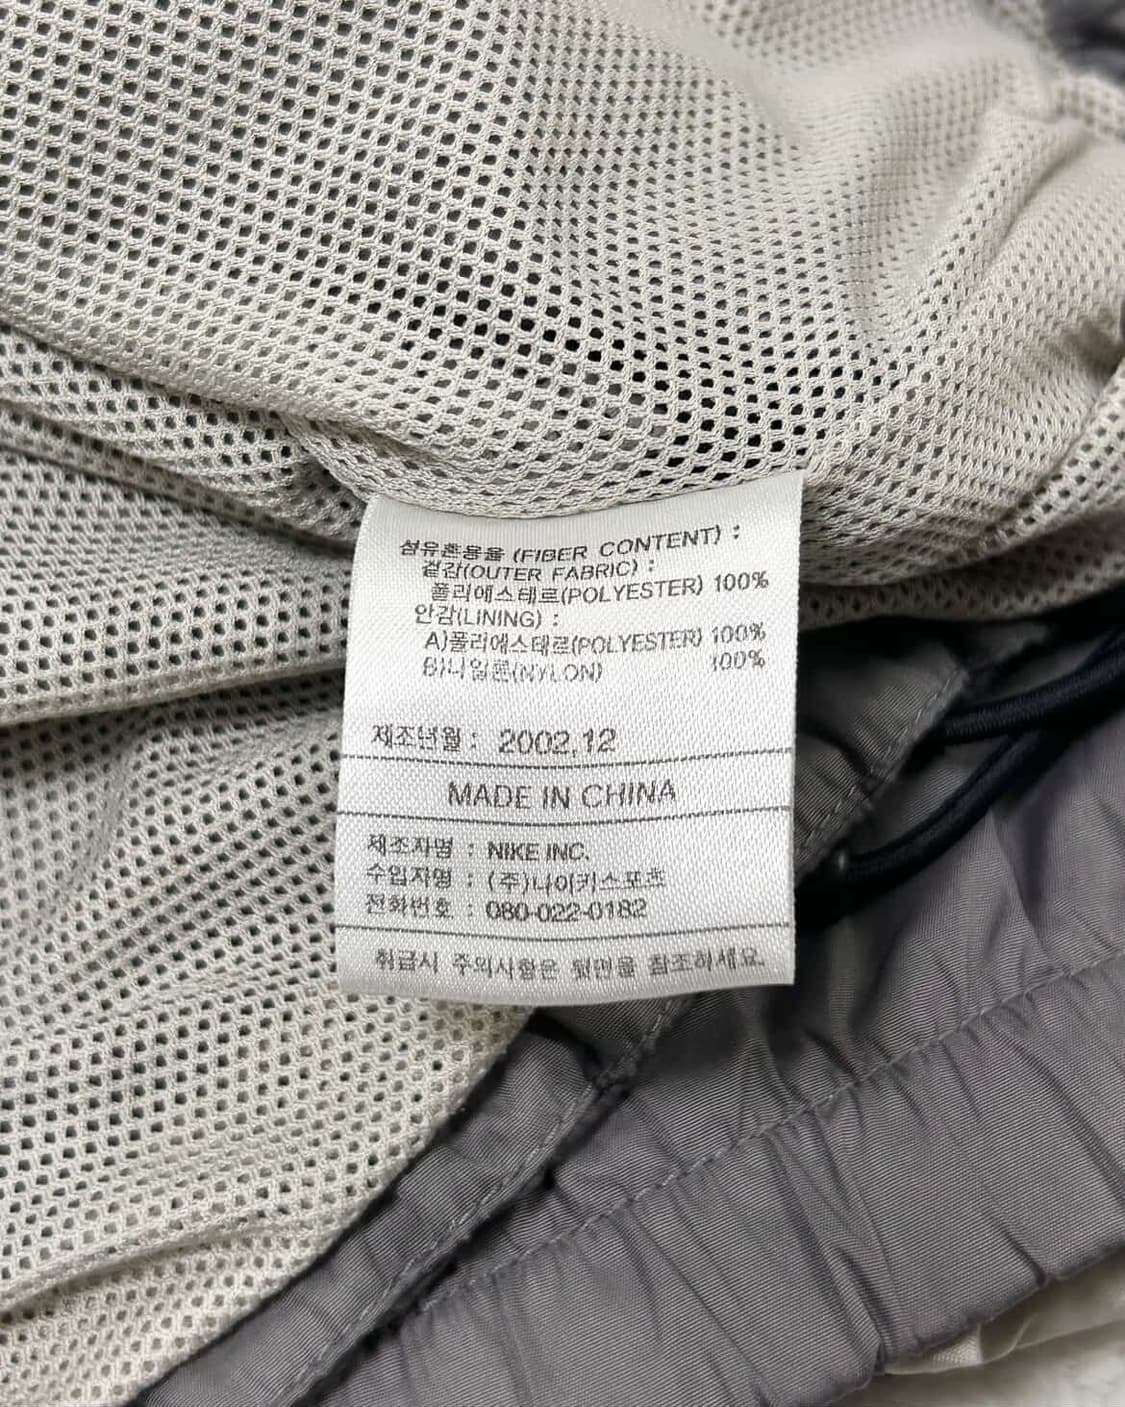 섬유혼용율 (FIBER CONTENT) :
겉감(OUTER FABRIC) :
폴리에스테르(POLYESTER) 100%
안감(LINING) :
A)폴리에스테르(POLYESTER) 100%
B)나일론(NYLON) 100%
제조년월 : 2002.12
MADE IN CHINA
제조자명 : NIKE INC.
수입자명 : (주)나이키스포츠
전화번호 : 080-022-0182
취급시 주의사항은 뒷면을 참조하세요.